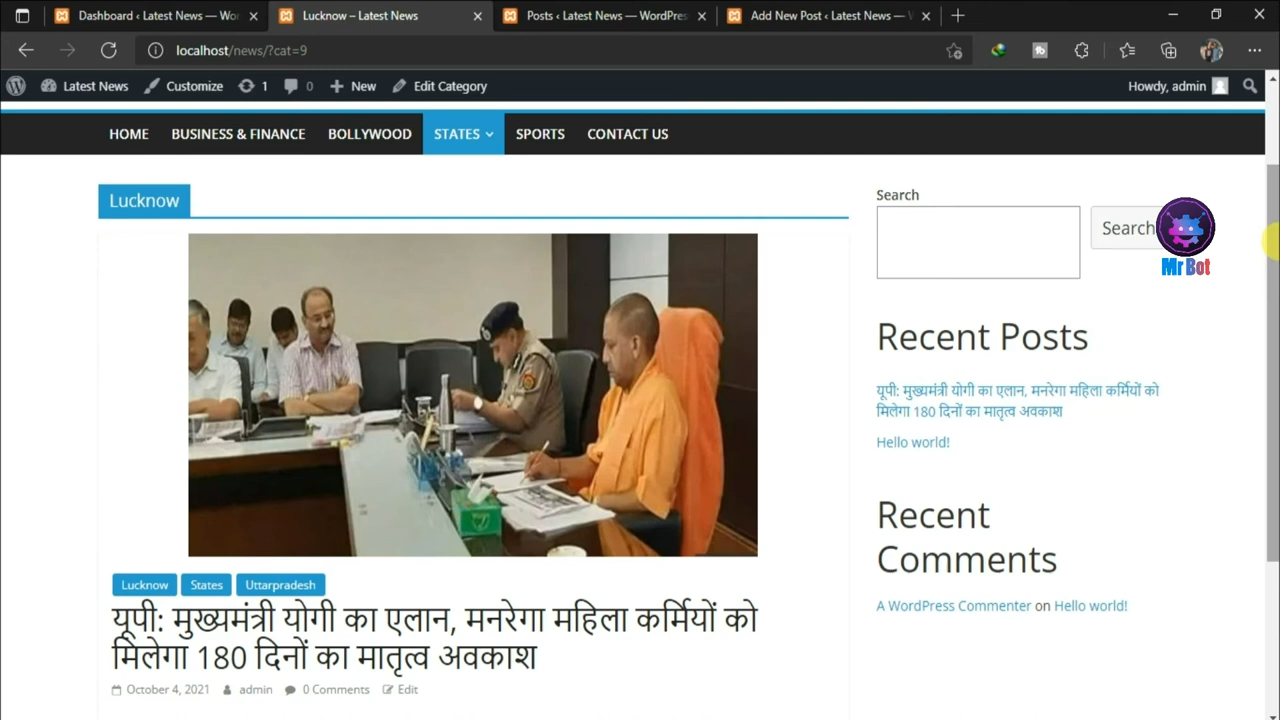 Dashboard ‹ Latest News — Wor
Lucknow – Latest News
Posts ‹ Latest News — WordPres
Add New Post ‹ Latest News — W
localhost/news/?cat=9
Latest News
Customize
1
0
New
Edit Category
Howdy, admin
HOME
BUSINESS & FINANCE
BOLLYWOOD
STATES
SPORTS
CONTACT US
Lucknow
Search
Search
Mr Bot
Recent Posts
यूपी: मुख्यमंत्री योगी का एलान, मनरेगा महिला कर्मियों को
मिलेगा 180 दिनों का मातृत्व अवकाश
Hello world!
Recent
Comments
A WordPress Commenter on Hello world!
Lucknow
States
Uttarpradesh
यूपी: मुख्यमंत्री योगी का एलान, मनरेगा महिला कर्मियों को
मिलेगा 180 दिनों का मातृत्व अवकाश
October 4, 2021
admin
0 Comments
Edit